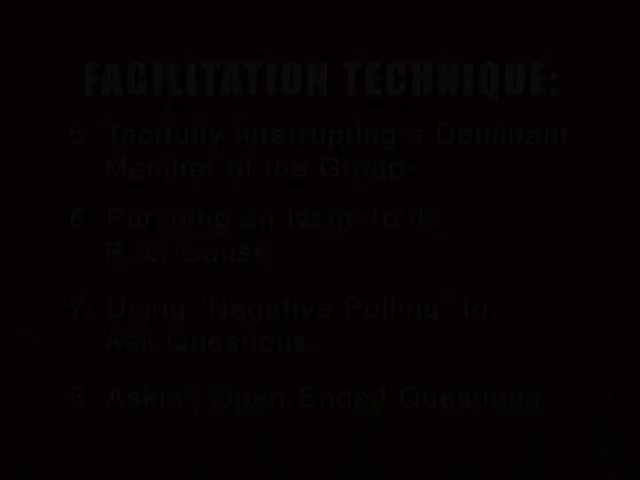 FACILITATION TECHNIQUE:
5. Tactfully Interrupting a Dominant
Member of the Group
6. Pursuing an Issue to its
Root Cause
7. Using "Negative Polling" to
Ask Questions
8. Asking Open Ended Questions